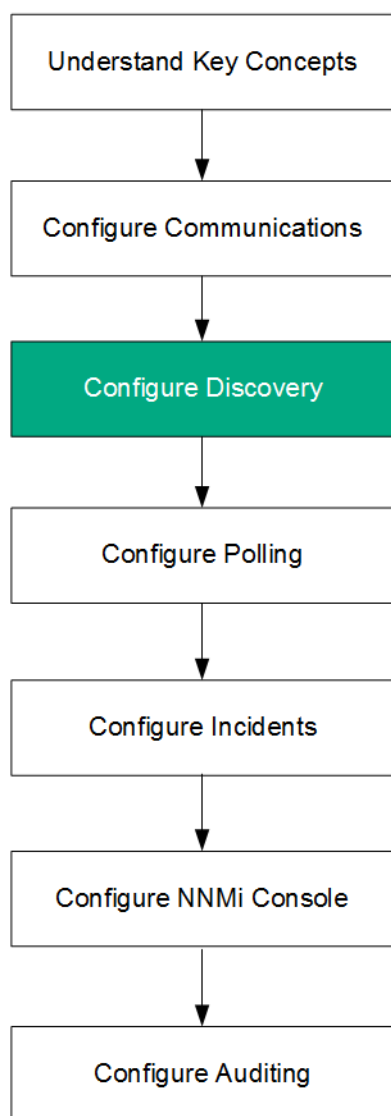 Understand Key Concepts
Configure Communications
Configure Discovery
Configure Polling
Configure Incidents
Configure NNMi Console
Configure Auditing